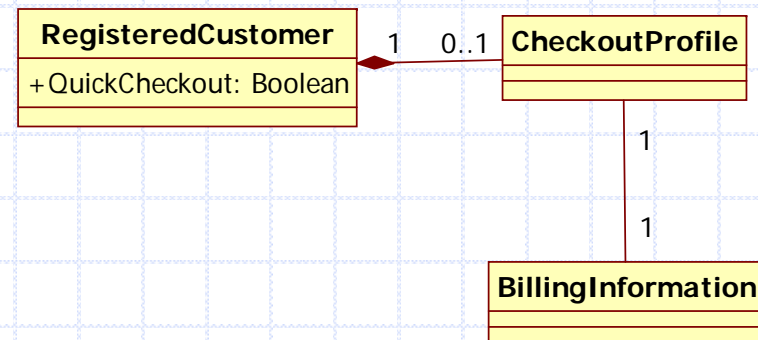 RegisteredCustomer
+QuickCheckout: Boolean
1
0..1
CheckoutProfile
1
1
BillingInformation